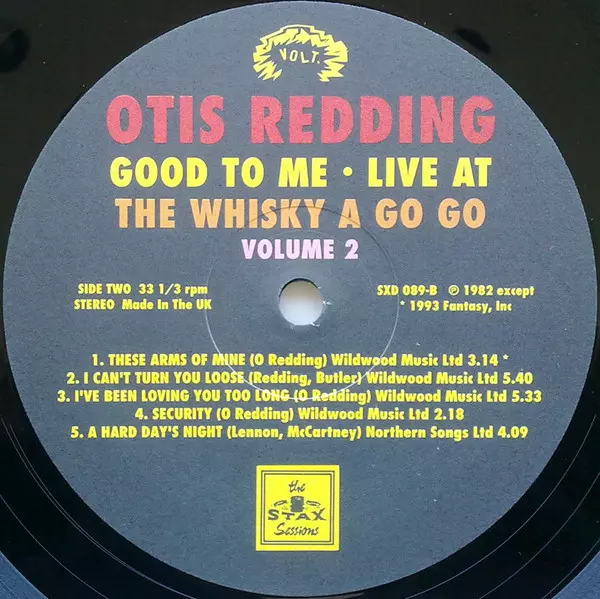 VOLT.
OTIS REDDING
GOOD TO ME • LIVE AT
THE WHISKY A GO GO
VOLUME 2
SIDE TWO 33 1/3 rpm
STEREO Made In The UK
SXD 089-B ℗ 1982 except
* 1993 Fantasy, Inc
1. THESE ARMS OF MINE (O Redding) Wildwood Music Ltd 3.14 *
2. I CAN'T TURN YOU LOOSE (Redding, Butler) Wildwood Music Ltd 5.40
3. I'VE BEEN LOVING YOU TOO LONG (O Redding) Wildwood Music Ltd 5.33
4. SECURITY (O Redding) Wildwood Music Ltd 2.18
5. A HARD DAY'S NIGHT (Lennon, McCartney) Northern Songs Ltd 4.09
the
STAX
Sessions